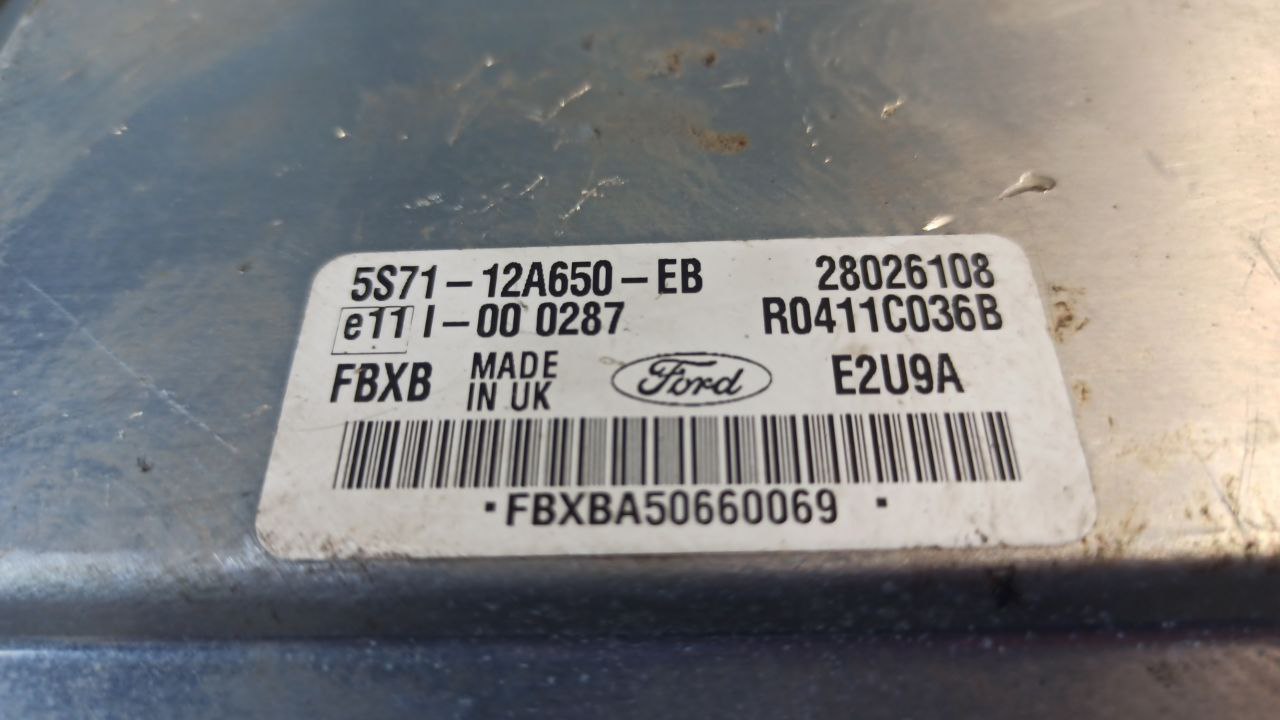 5S71-12A650-EB 28026108
e11 I-00 0287 R0411C036B
FBXB MADE IN UK Ford E2U9A
·FBXBA50660069 ·